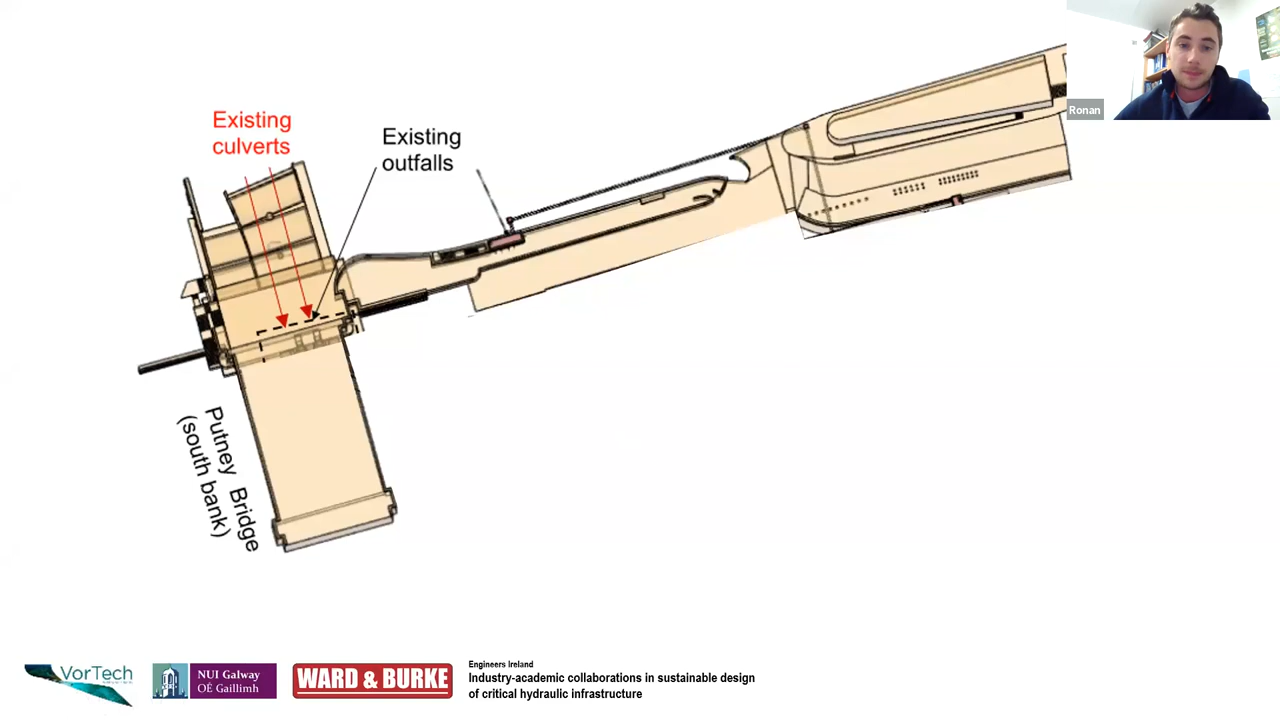 Existing
culverts
Existing
outfalls
Ronan
Putney Bridge
(south bank)
VorTech
NUI Galway
OÉ Gaillimh
WARD & BURKE
Engineers Ireland
Industry-academic collaborations in sustainable design
of critical hydraulic infrastructure